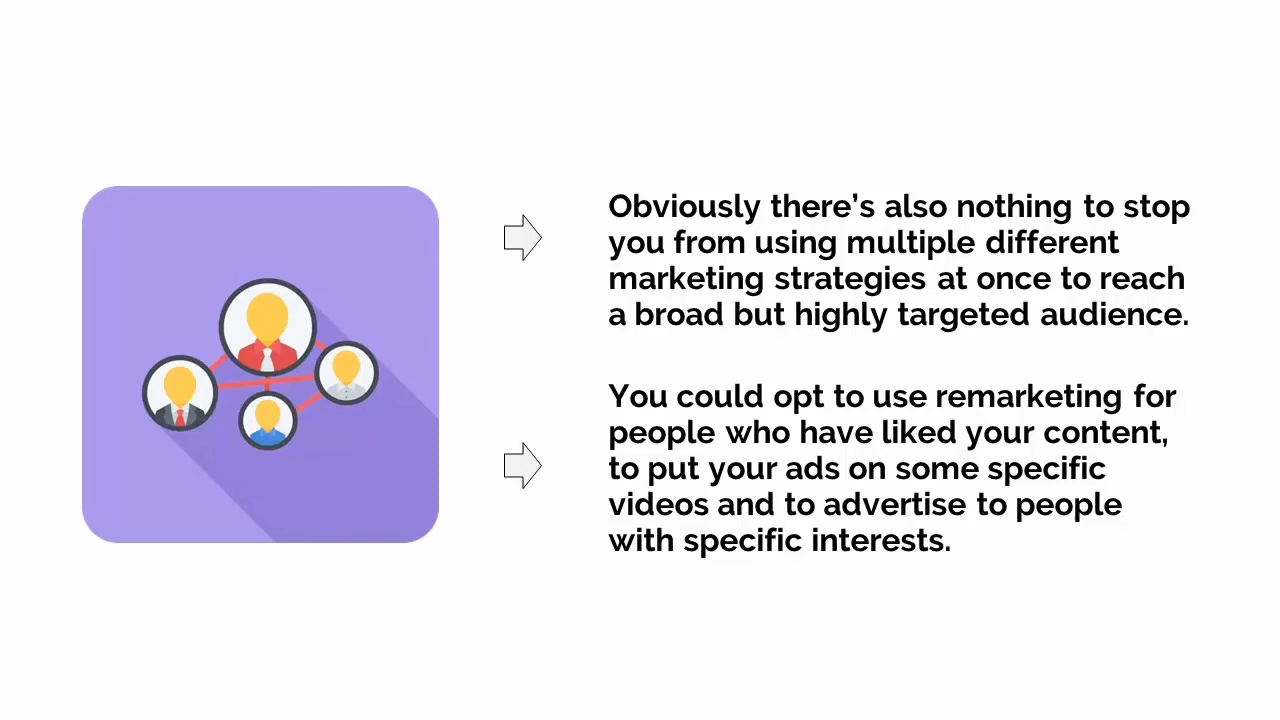 Obviously there’s also nothing to stop
you from using multiple different
marketing strategies at once to reach
a broad but highly targeted audience.
You could opt to use remarketing for
people who have liked your content,
to put your ads on some specific
videos and to advertise to people
with specific interests.